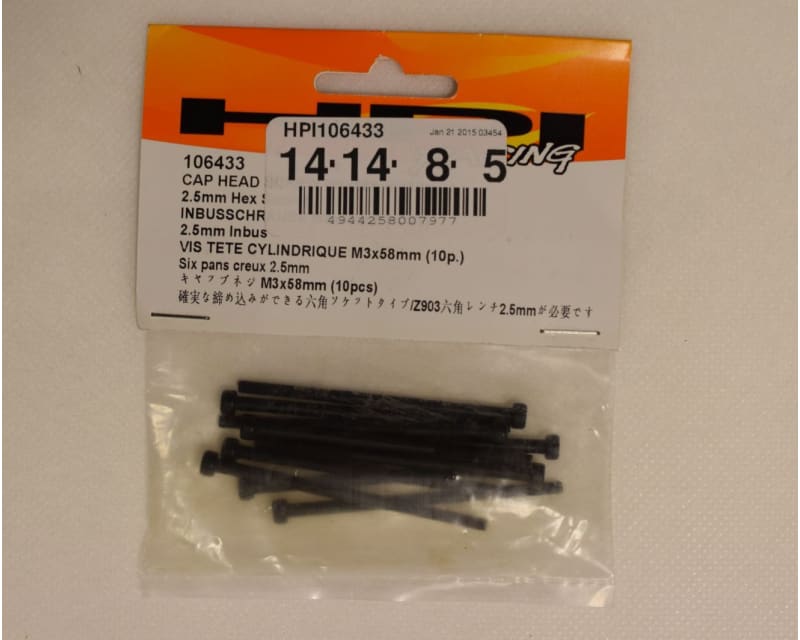 HPI106433
Jan 21 2015 03454
14·14· 8· 5
4944258007977
106433
CAP HEAD
2.5mm Hex
INBUSSCHR
2.5mm Inbus
VIS TETE CYLINDRIQUE M3x58mm (10p.)
Six pans creux 2.5mm
キャップネジ M3x58mm (10pcs)
確実な締め込みができる六角ソケットタイプ/Z903六角レンチ2.5mmが必要です